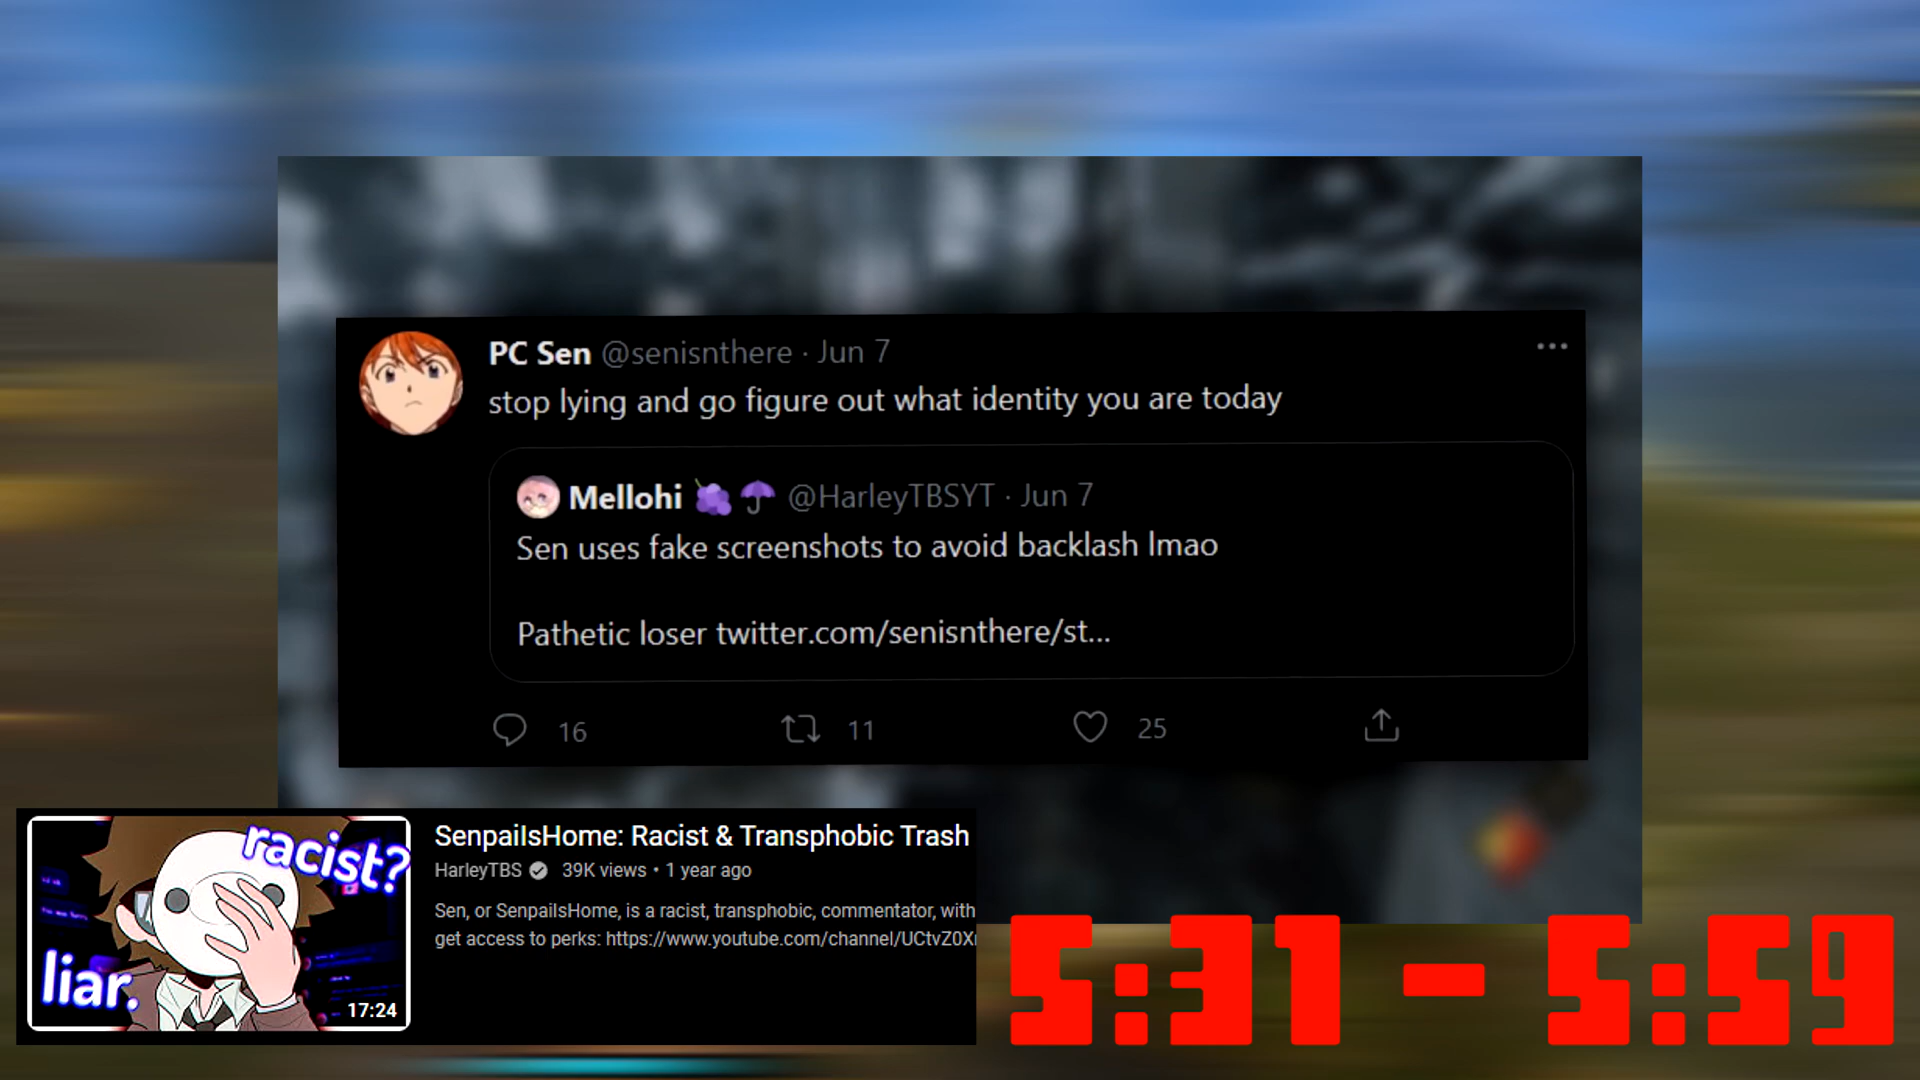 PC Sen @senisnthere · Jun 7
stop lying and go figure out what identity you are today
Mellohi 🍇 ☂ @HarleyTBSYT · Jun 7
Sen uses fake screenshots to avoid backlash lmao
Pathetic loser twitter.com/senisnthere/st...
16 11 25
racist?
liar.
17:24
SenpaiIsHome: Racist & Transphobic Trash
HarleyTBS 39K views • 1 year ago
Sen, or SenpaiIsHome, is a racist, transphobic, commentator, with
get access to perks: https://www.youtube.com/channel/UCtvZ0X
5:31 - 5:59